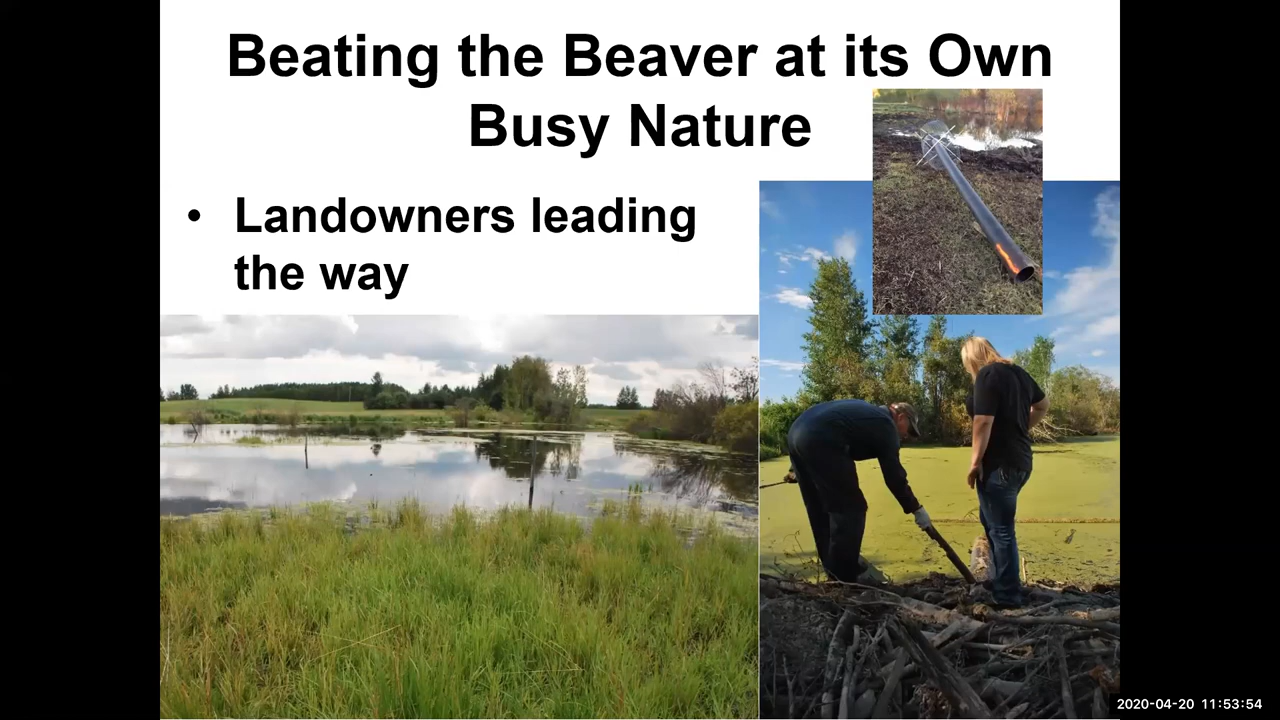 Beating the Beaver at its Own
Busy Nature
• Landowners leading
the way
2020-04-20 11:53:54